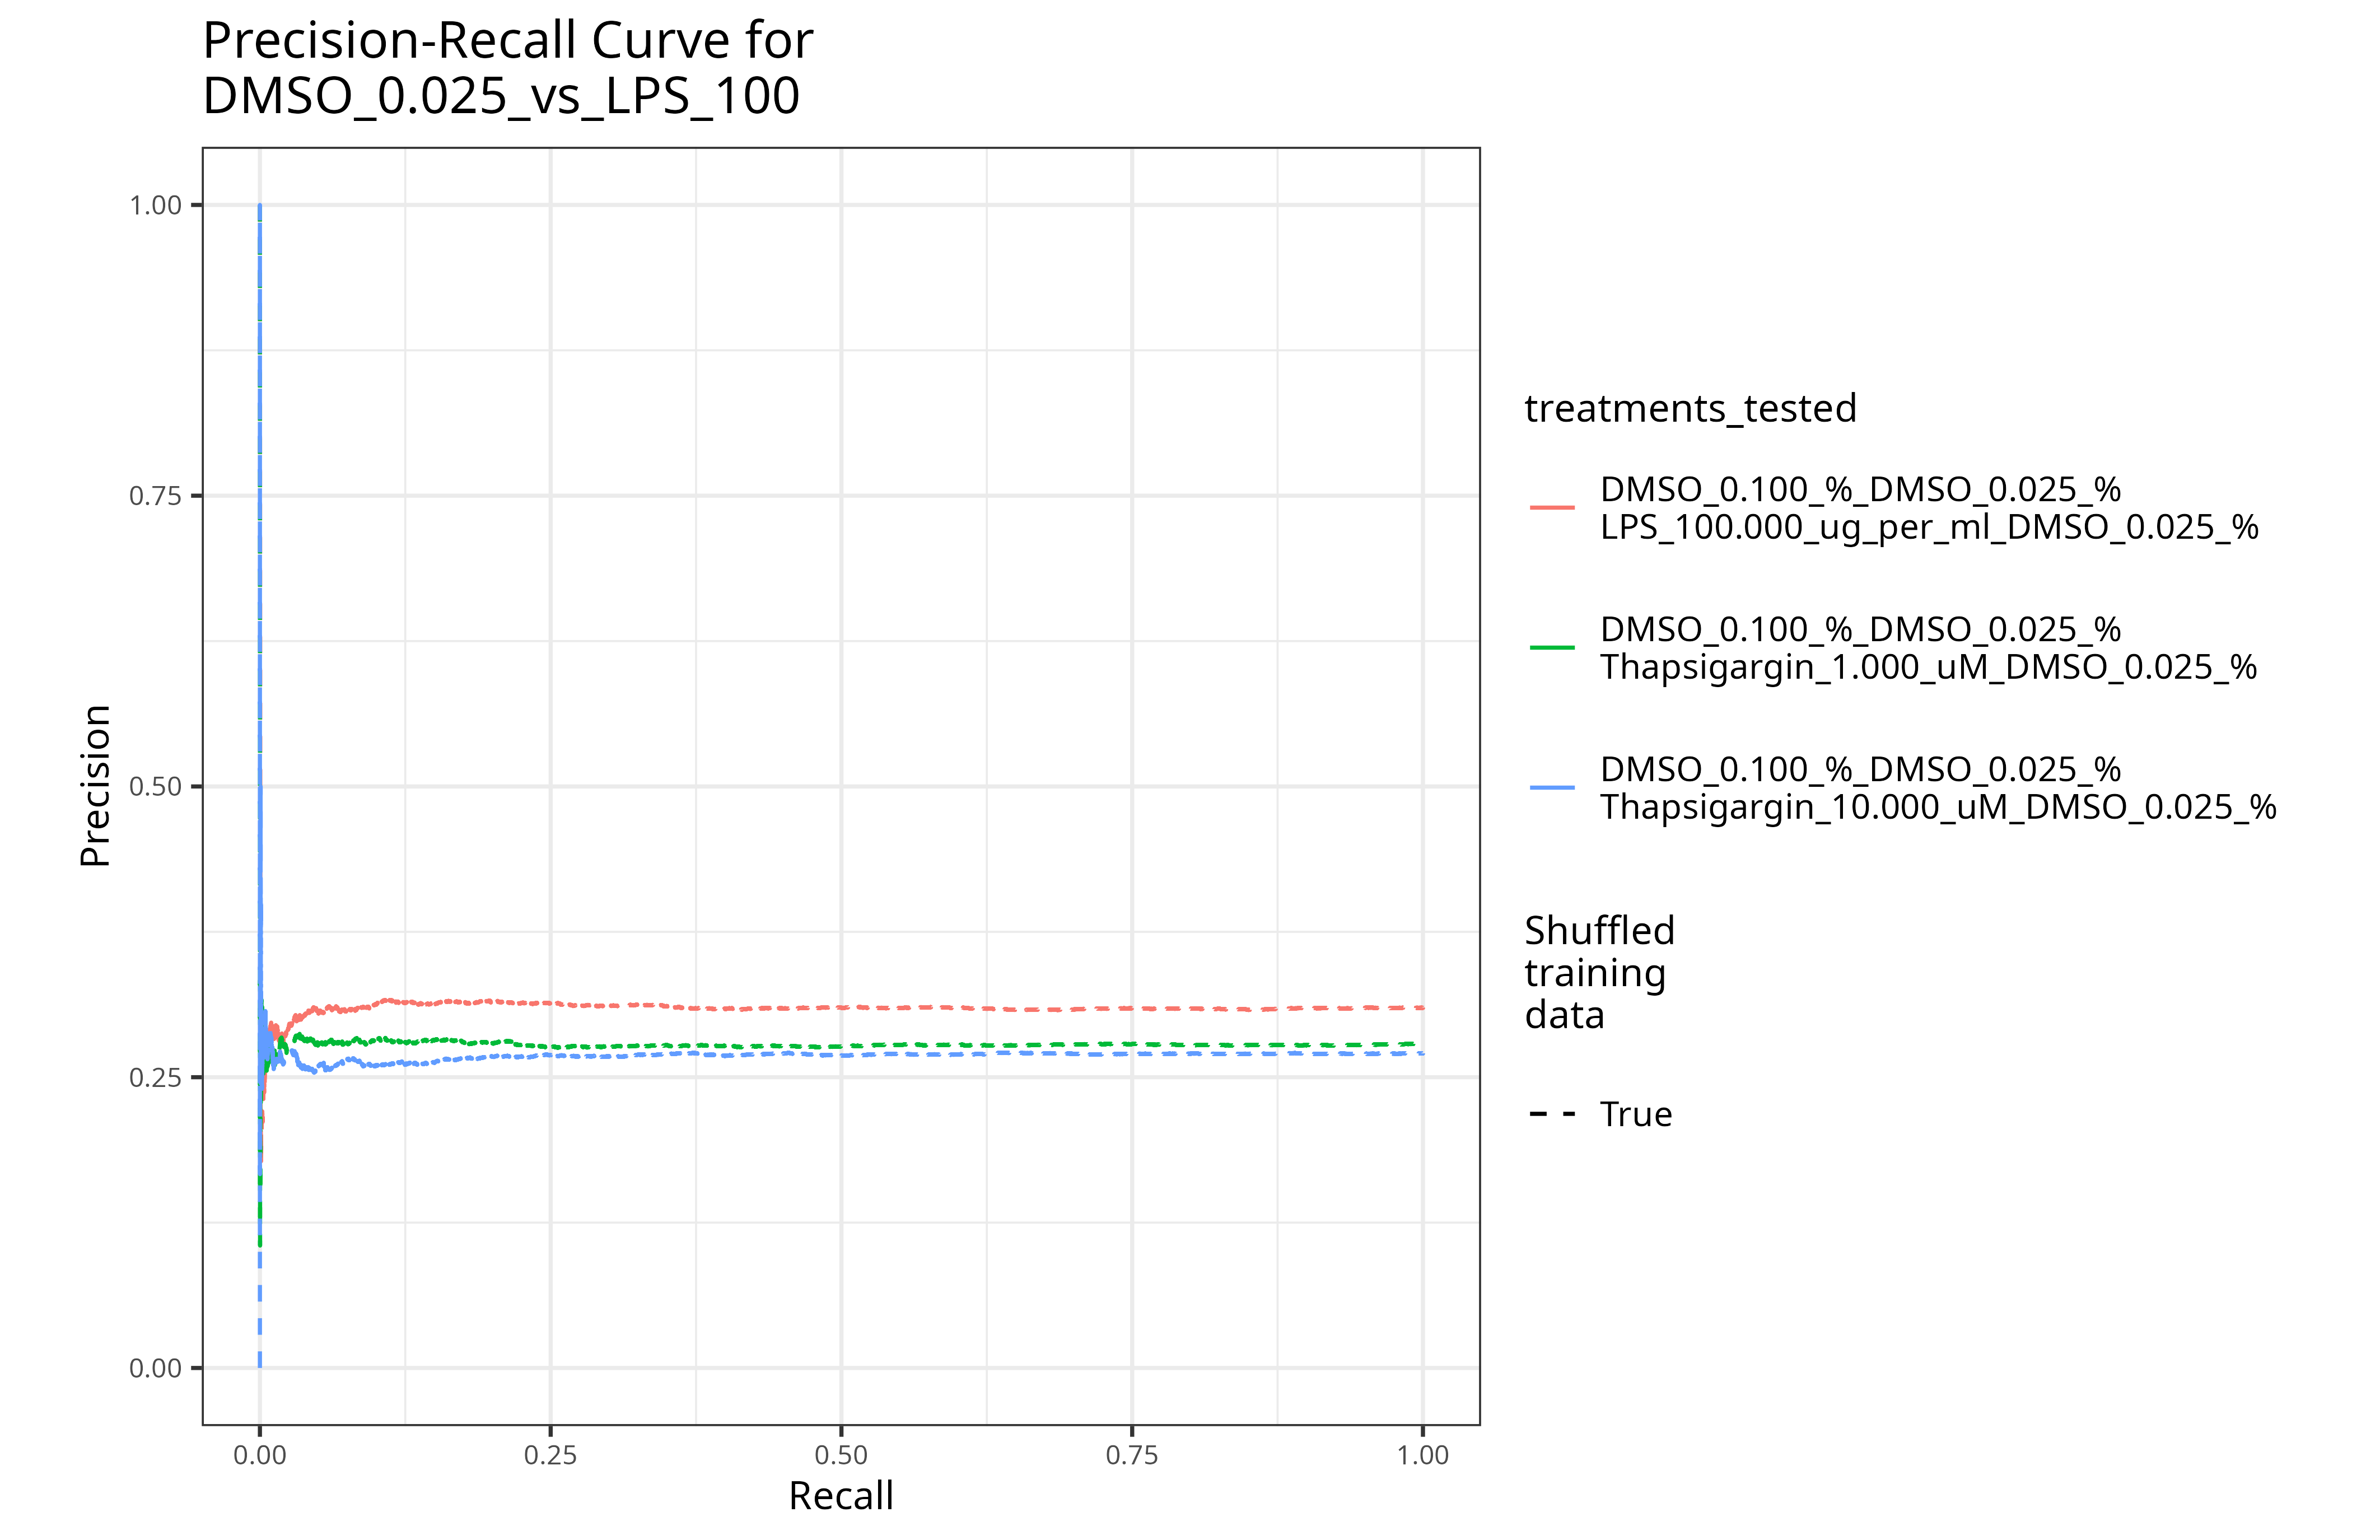 Precision-Recall Curve for
DMSO_0.025_vs_LPS_100
1.00
0.75
0.50
0.25
0.00
Precision
0.00
0.25
0.50
0.75
1.00
Recall
treatments_tested
DMSO_0.100_%_DMSO_0.025_%
LPS_100.000_ug_per_ml_DMSO_0.025_%
DMSO_0.100_%_DMSO_0.025_%
Thapsigargin_1.000_uM_DMSO_0.025_%
DMSO_0.100_%_DMSO_0.025_%
Thapsigargin_10.000_uM_DMSO_0.025_%
Shuffled
training
data
True